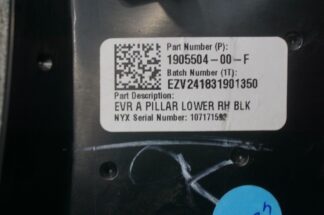 Part Number (P):
1905504-00-F
Batch Number (1T):
EZV241831901350
Part Description:
EVR A PILLAR LOWER RH BLK
NYX Serial Number: 107171592
OK